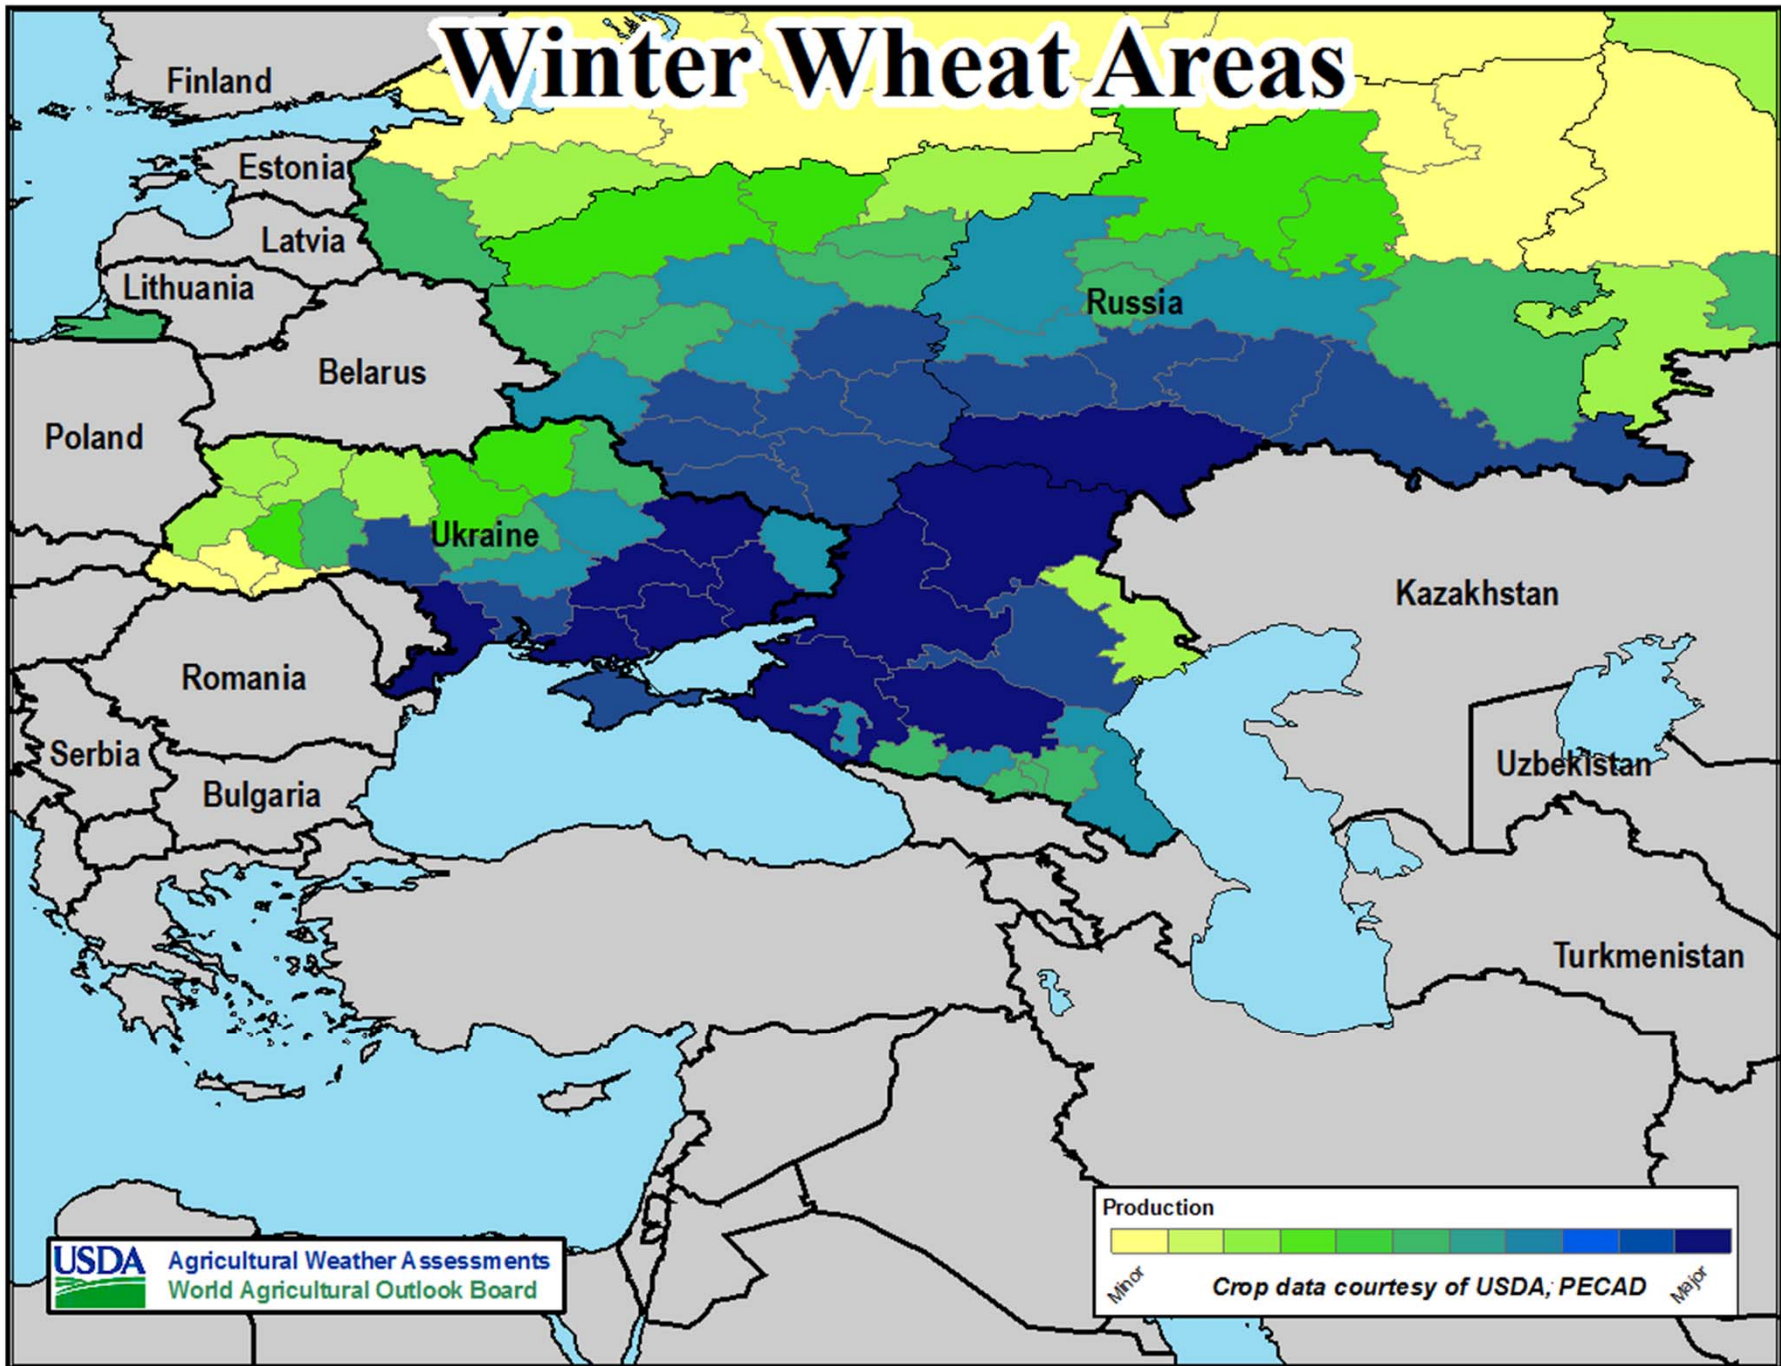 Winter Wheat Areas
Finland
Estonia
Latvia
Lithuania
Russia
Belarus
Poland
Ukraine
Kazakhstan
Romania
Serbia
Uzbekistan
Bulgaria
Turkmenistan
Production
Minor
Major
Crop data courtesy of USDA; PECAD
USDA
Agricultural Weather Assessments
World Agricultural Outlook Board